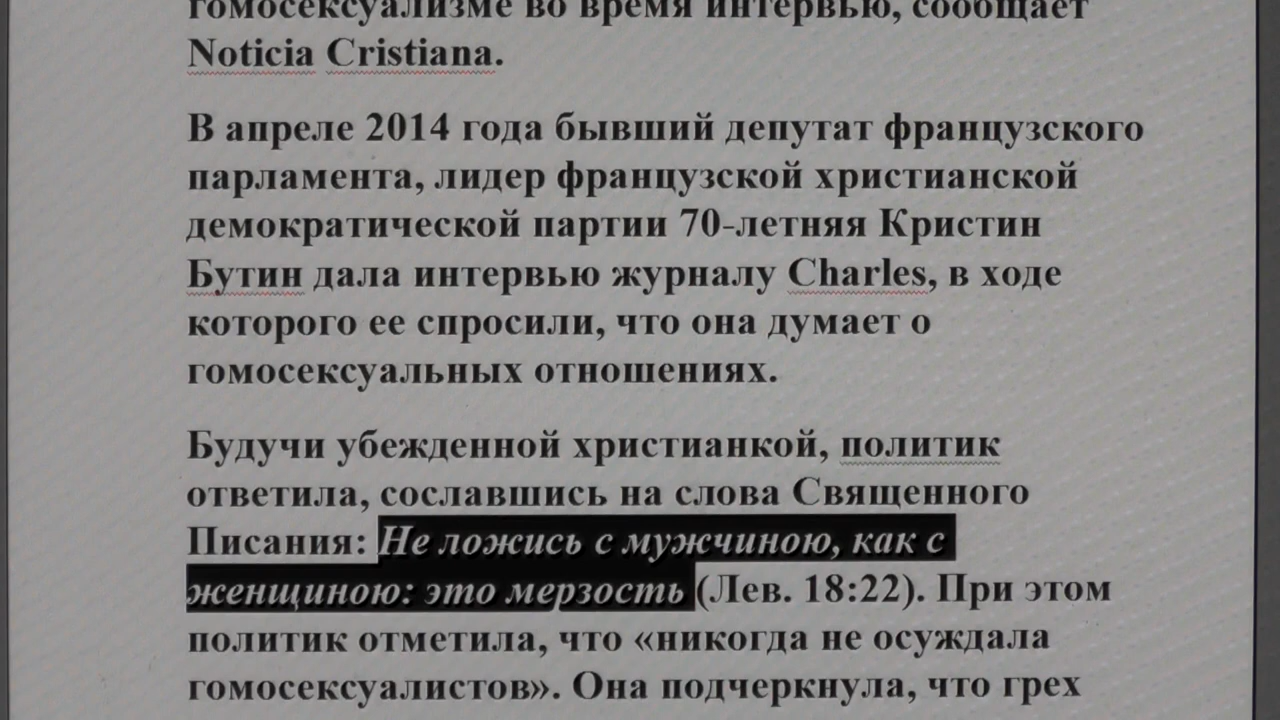 гомосексуализме во время интервью, сообщает
Noticia Cristiana.
В апреле 2014 года бывший депутат французского
парламента, лидер французской христианской
демократической партии 70-летняя Кристин
Бутин дала интервью журналу Charles, в ходе
которого ее спросили, что она думает о
гомосексуальных отношениях.
Будучи убежденной христианкой, политик
ответила, сославшись на слова Священного
Писания: Не ложись с мужчиною, как с
женщиною: это мерзость (Лев. 18:22). При этом
политик отметила, что «никогда не осуждала
гомосексуалистов». Она подчеркнула, что грех